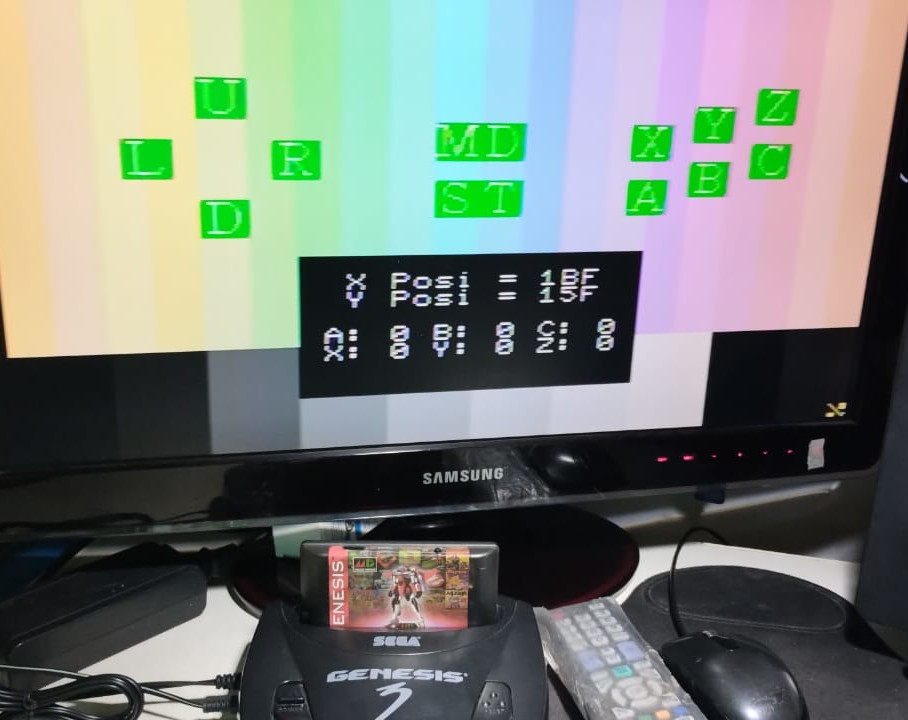 U
L R MD X Y Z
D ST A B C
X Posi = 1BF
Y Posi = 15F
A: 0 B: 0 C: 0
X: 0 Y: 0 Z: 0
SAMSUNG
ENESIS
SEGA
GENESIS
3